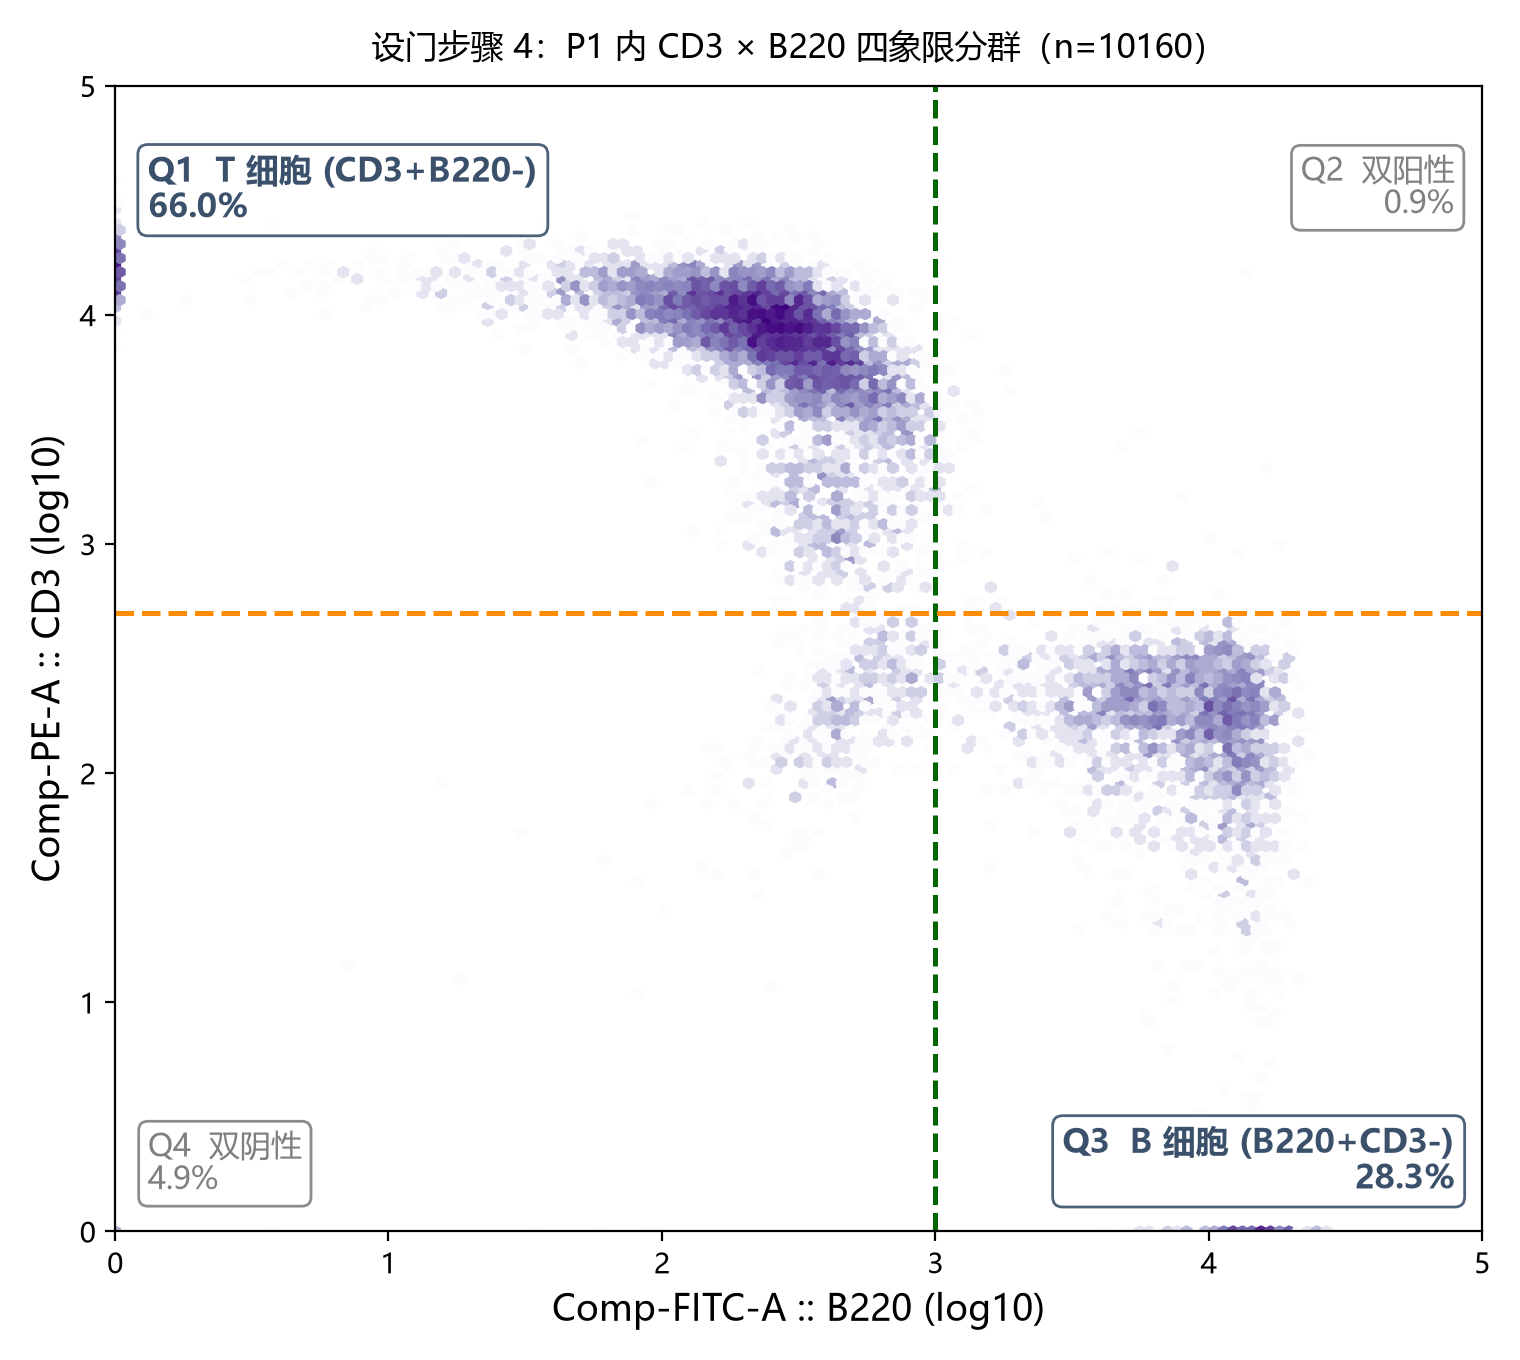 设门步骤 4：P1 内 CD3 × B220 四象限分群（n=10160）
5
4
3
2
1
0
Comp-PE-A :: CD3 (log10)
Q1 T 细胞 (CD3+B220-)
66.0%
Q2 双阳性
0.9%
Q4 双阴性
4.9%
Q3 B 细胞 (B220+CD3-)
28.3%
0
1
2
3
4
5
Comp-FITC-A :: B220 (log10)